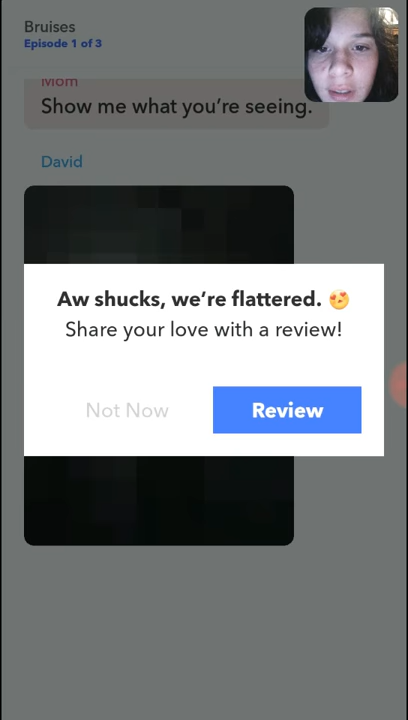 Bruises
Episode 1 of 3
Mom
Show me what you’re seeing.
David
Aw shucks, we’re flattered. 😍
Share your love with a review!
Not Now
Review